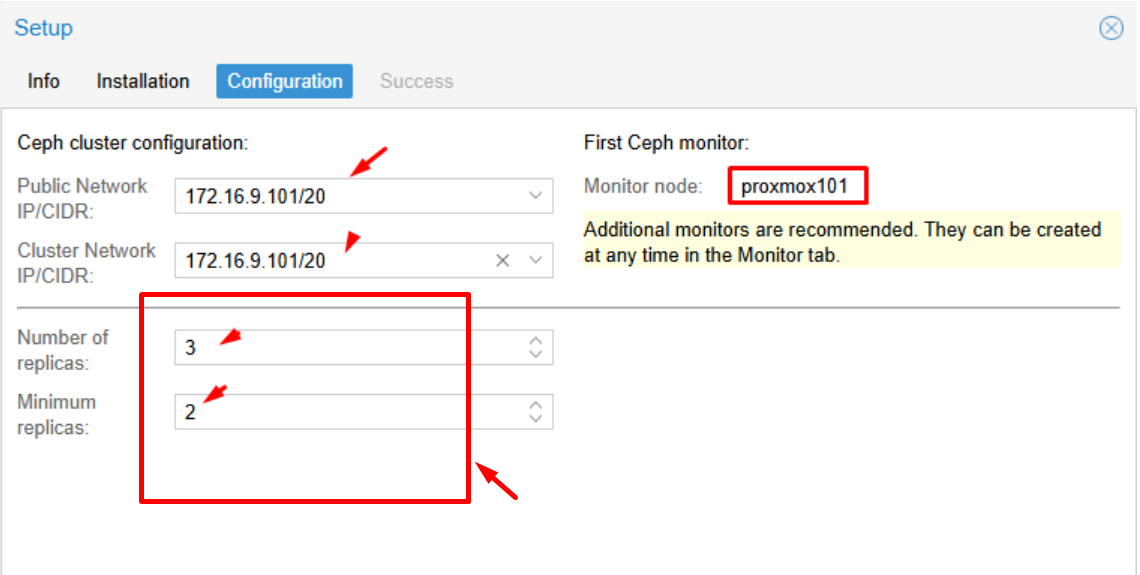 Setup
Info Installation Configuration Success
Ceph cluster configuration:
Public Network
IP/CIDR:
172.16.9.101/20
Cluster Network
IP/CIDR:
172.16.9.101/20
Number of
replicas:
3
Minimum
replicas:
2
First Ceph monitor:
Monitor node: proxmox101
Additional monitors are recommended. They can be created
at any time in the Monitor tab.